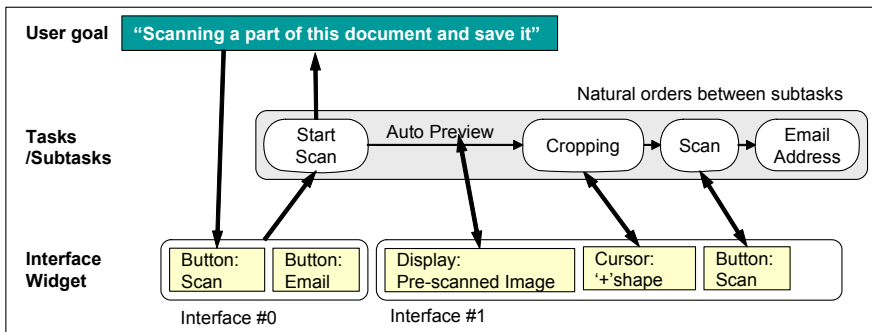 User goal
“Scanning a part of this document and save it”
Natural orders between subtasks
Tasks
/Subtasks
Start
Scan
Auto Preview
Cropping
Scan
Email
Address
Interface
Widget
Button:
Scan
Button:
Email
Display:
Pre-scanned Image
Cursor:
‘+’shape
Button:
Scan
Interface #0
Interface #1